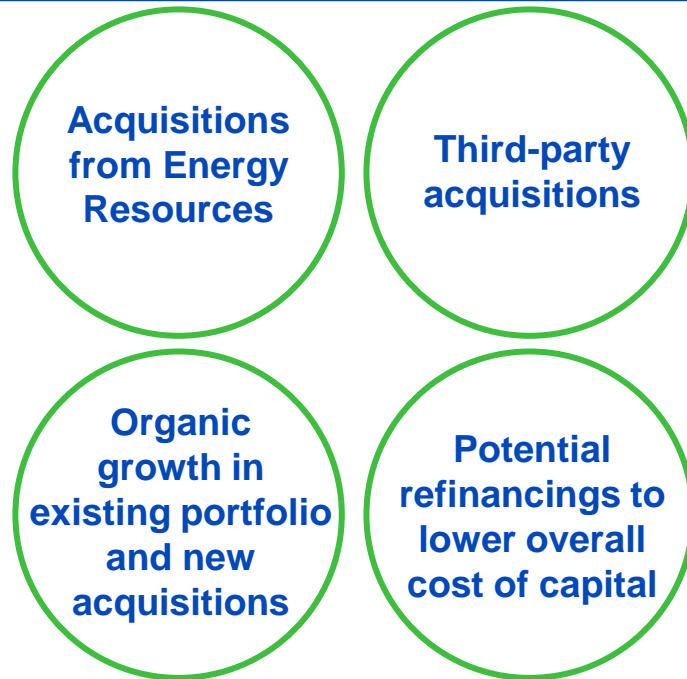 Acquisitions
from Energy
Resources
Third-party
acquisitions
Organic
growth in
existing portfolio
and new
acquisitions
Potential
refinancings to
lower overall
cost of capital